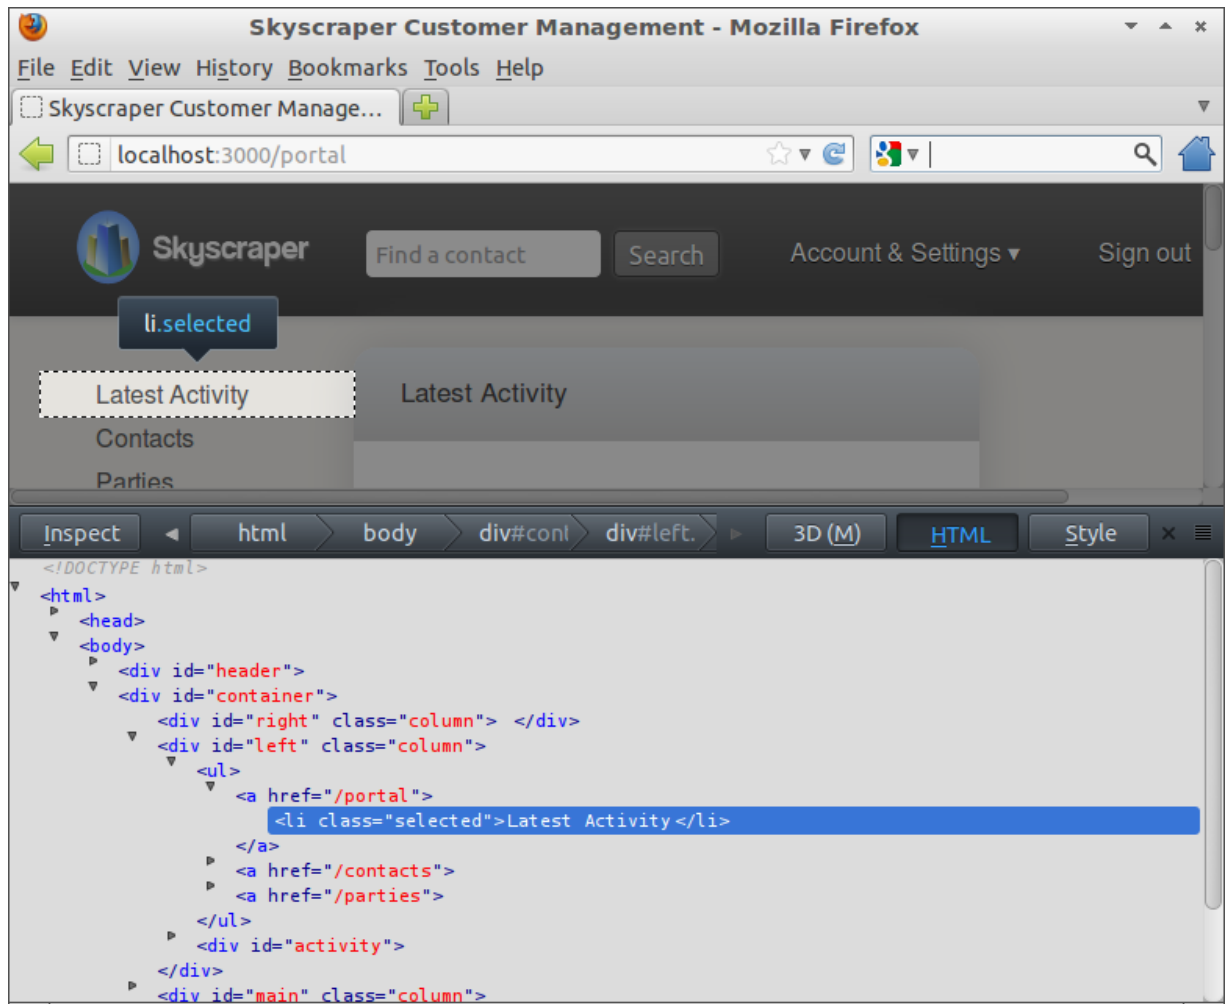 Skyscraper Customer Management - Mozilla Firefox
File Edit View History Bookmarks Tools Help
Skyscraper Customer Manage...
localhost:3000/portal
Skyscraper Find a contact Search Account & Settings ▾ Sign out
li.selected
Latest Activity Latest Activity
Contacts
Parties
Inspect html body div#cont div#left. 3D (M) HTML Style
<!DOCTYPE html>
<html>
<head>
<body>
<div id="header">
<div id="container">
<div id="right" class="column"> </div>
<div id="left" class="column">
<ul>
<a href="/portal">
<li class="selected">Latest Activity</li>
</a>
<a href="/contacts">
<a href="/parties">
</ul>
<div id="activity">
</div>
<div id="main" class="column">